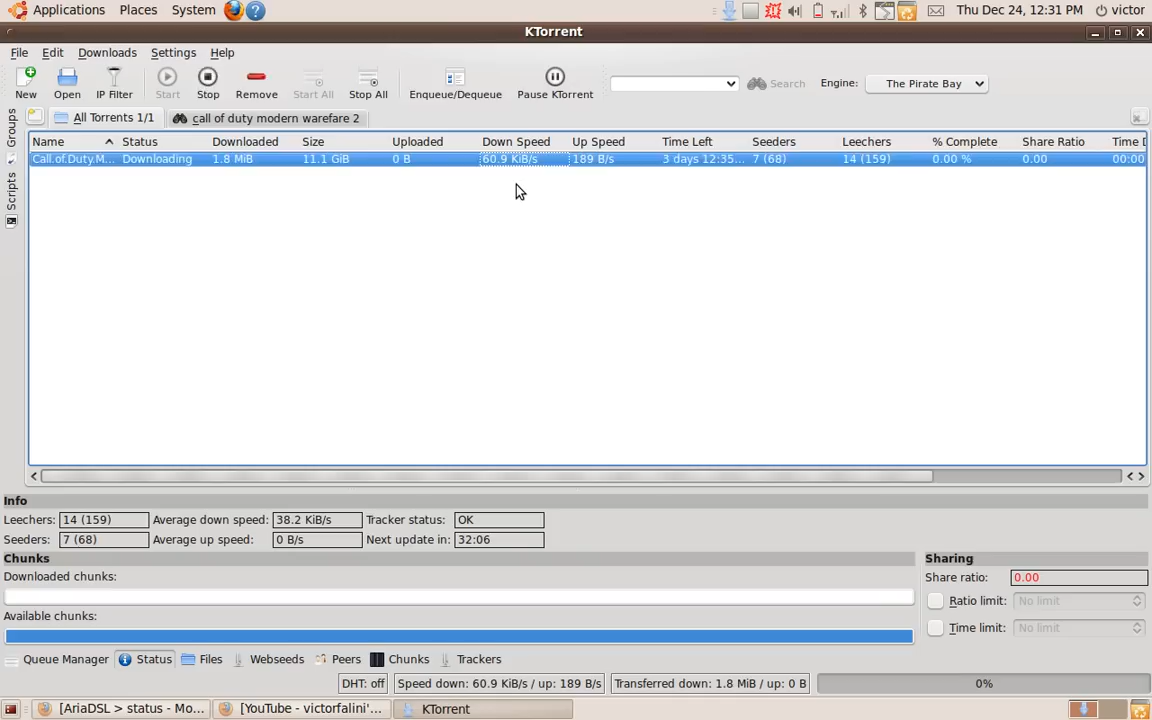 Applications Places System Thu Dec 24, 12:31 PM victor
KTorrent
File Edit Downloads Settings Help
New Open IP Filter Start Stop Remove Start All Stop All Enqueue/Dequeue Pause KTorrent Search Engine: The Pirate Bay
All Torrents 1/1 call of duty modern warefare 2
Groups
Scripts
Name Status Downloaded Size Uploaded Down Speed Up Speed Time Left Seeders Leechers % Complete Share Ratio Time D
Call.of.Duty.M... Downloading 1.8 MiB 11.1 GiB 0 B 60.9 KiB/s 189 B/s 3 days 12:35... 7 (68) 14 (159) 0.00 % 0.00 00:00
Info
Leechers: 14 (159) Average down speed: 38.2 KiB/s Tracker status: OK
Seeders: 7 (68) Average up speed: 0 B/s Next update in: 32:06
Chunks Sharing
Downloaded chunks: Share ratio: 0.00
Ratio limit: No limit
Available chunks:
Time limit: No limit
Queue Manager Status Files Webseeds Peers Chunks Trackers
DHT: off Speed down: 60.9 KiB/s / up: 189 B/s Transferred down: 1.8 MiB / up: 0 B 0%
[AriaDSL > status - Mo... [YouTube - victorfalini'... KTorrent